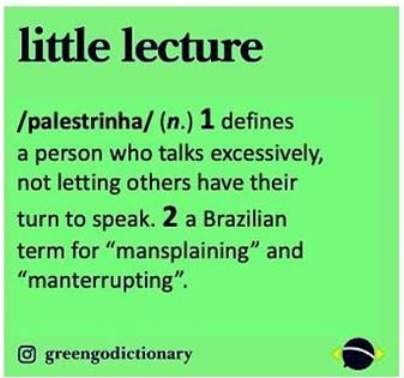 little lecture
/palestrinha/ (n.) 1 defines
a person who talks excessively,
not letting others have their
turn to speak. 2 a Brazilian
term for “mansplaining” and
“manterrupting”.
greengodictionary